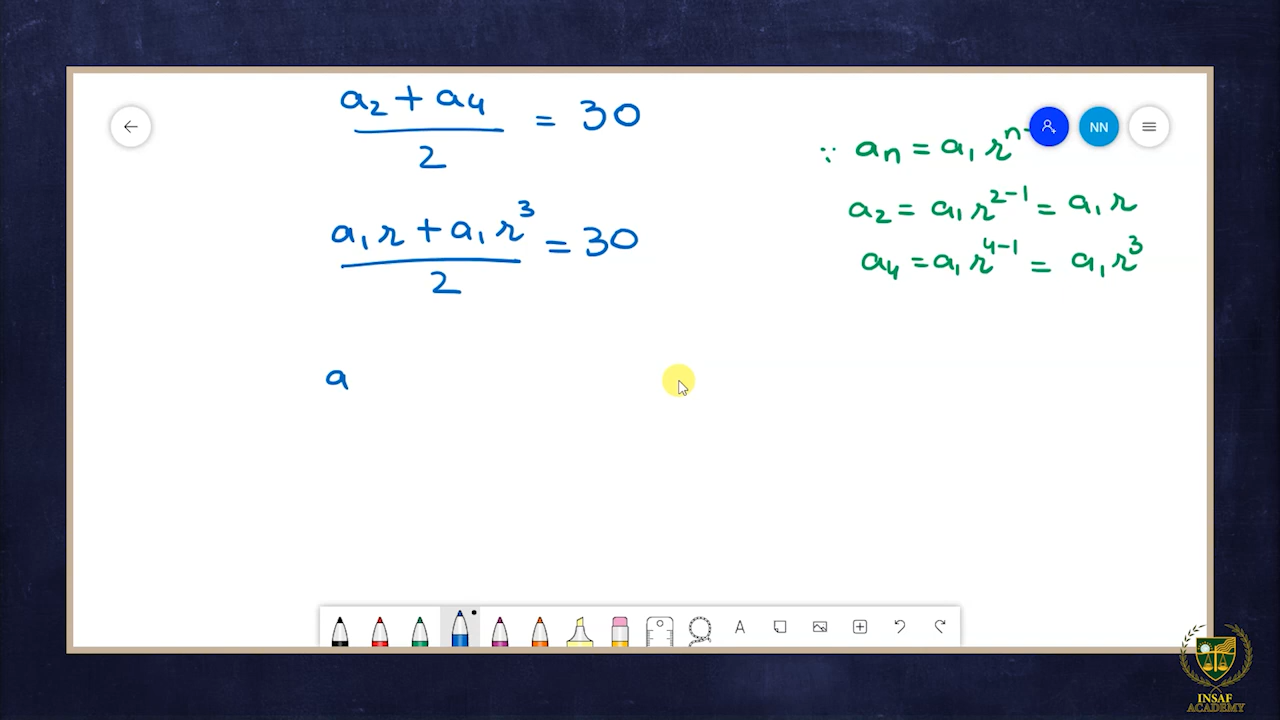 a₂ + a₄ / 2 = 30
a₁r + a₁r³ / 2 = 30
a
∵ aₙ = a₁rⁿ⁻
a₂ = a₁r²⁻¹ = a₁r
a₄ = a₁r⁴⁻¹ = a₁r³
NN
A
INSAF
ACADEMY